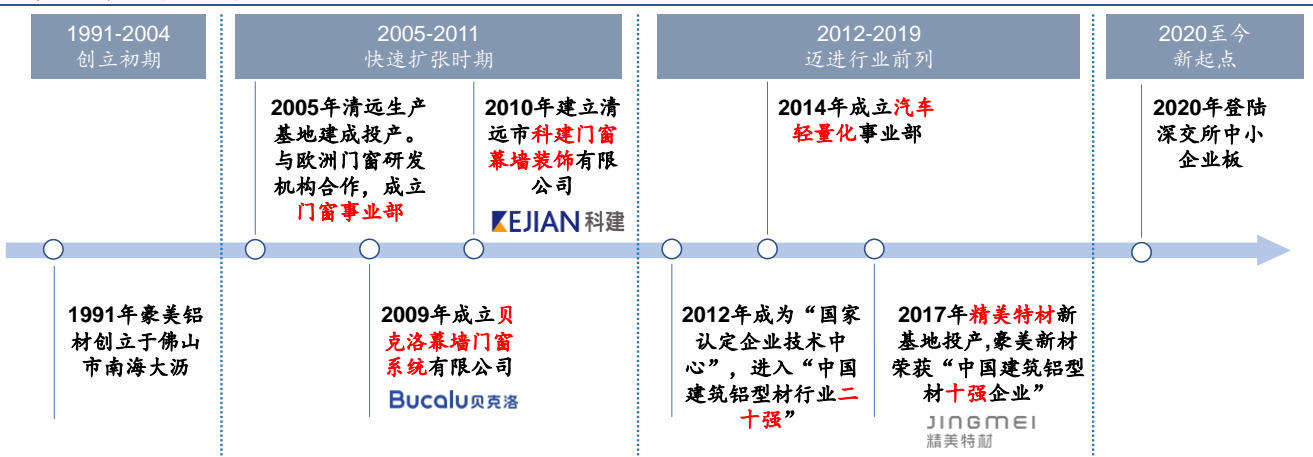 1991-2004
创立初期
2005-2011
快速扩张时期
2012-2019
迈进行业前列
2020至今
新起点
2005年清远生产
基地建成投产。
与欧洲门窗研发
机构合作，成立
门窗事业部
2010年建立清
远市科建门窗
幕墙装饰有限
公司
KEJIAN 科建
2014年成立汽车
轻量化事业部
2020年登陆
深交所中小
企业板
1991年豪美铝
材创立于佛山
市南海大沥
2009年成立贝
克洛幕墙门窗
系统有限公司
Bucalu贝克洛
2012年成为“国家
认定企业技术中
心”，进入“中国
建筑铝型材行业二
十强”
2017年精美特材新
基地投产,豪美新材
荣获“中国建筑铝型
材十强企业”
JINGMEI
精美特材